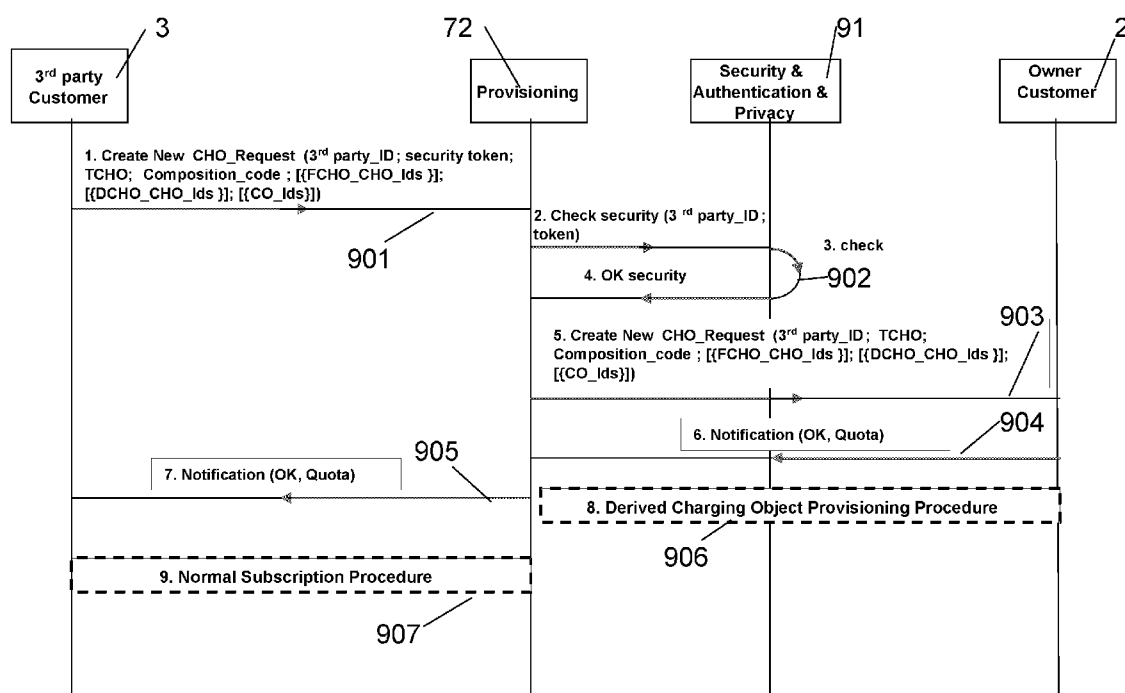 3
72
91
2
3rd party
Customer
Provisioning
Security &
Authentication &
Privacy
Owner
Customer
1. Create New CHO_Request (3rd party_ID; security token;
TCHO; Composition_code ; [{FCHO_CHO_Ids }];
[{DCHO_CHO_Ids }]; [{CO_Ids}])
901
2. Check security (3 rd party_ID ;
token)
3. check
902
4. OK security
903
5. Create New CHO_Request (3rd party_ID; TCHO;
Composition_code ; [{FCHO_CHO_Ids }]; [{DCHO_CHO_Ids }];
[{CO_Ids}])
904
6. Notification (OK, Quota)
905
7. Notification (OK, Quota)
8. Derived Charging Object Provisioning Procedure
906
9. Normal Subscription Procedure
907